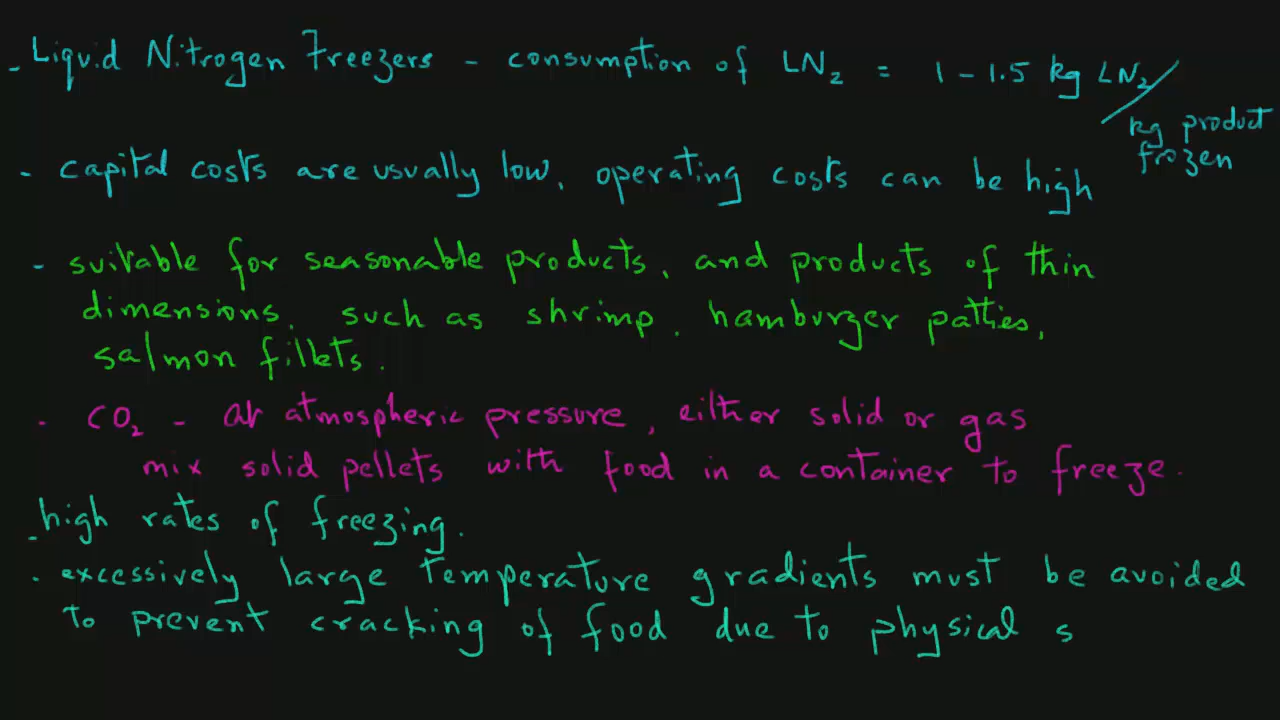 - Liquid Nitrogen Freezers - consumption of LN₂ = 1-1.5 kg LN₂/
kg product
frozen
- capital costs are usually low, operating costs can be high
- suitable for seasonable products, and products of thin
dimensions, such as shrimp, hamburger patties,
salmon fillets.
- CO₂ - at atmospheric pressure, either solid or gas
mix solid pellets with food in a container to freeze.
- high rates of freezing.
- excessively large temperature gradients must be avoided
to prevent cracking of food due to physical s